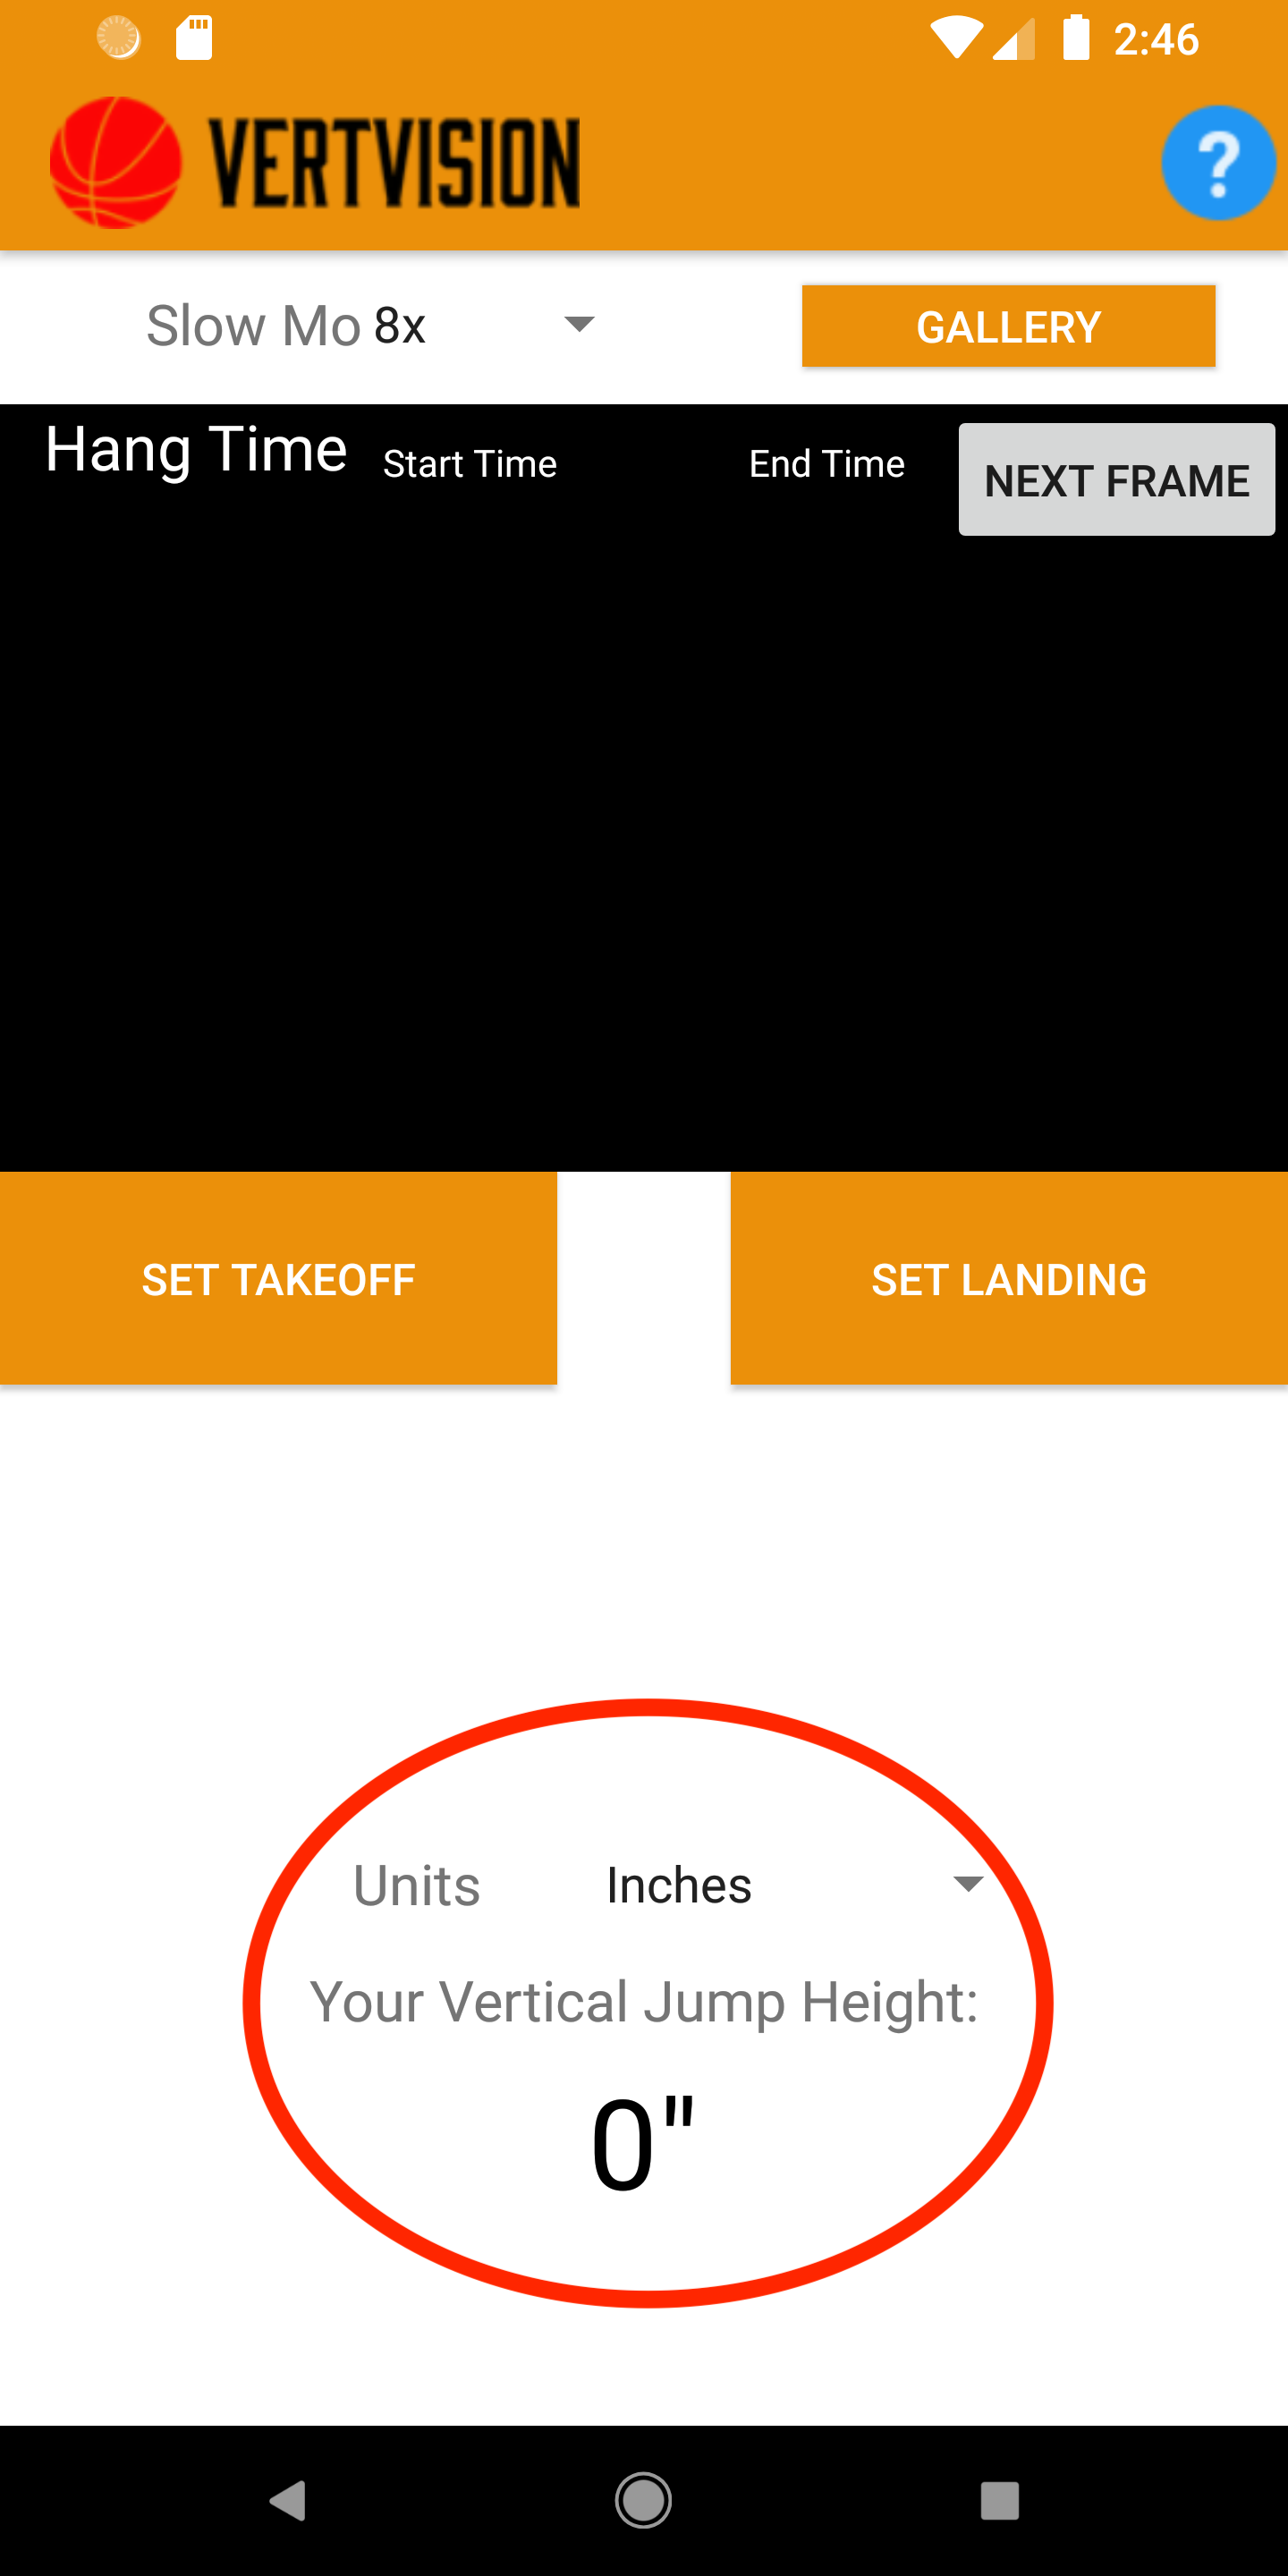 2:46
VERTVISION
?
Slow Mo 8x
GALLERY
Hang Time Start Time End Time NEXT FRAME
SET TAKEOFF SET LANDING
Units Inches
Your Vertical Jump Height:
0"